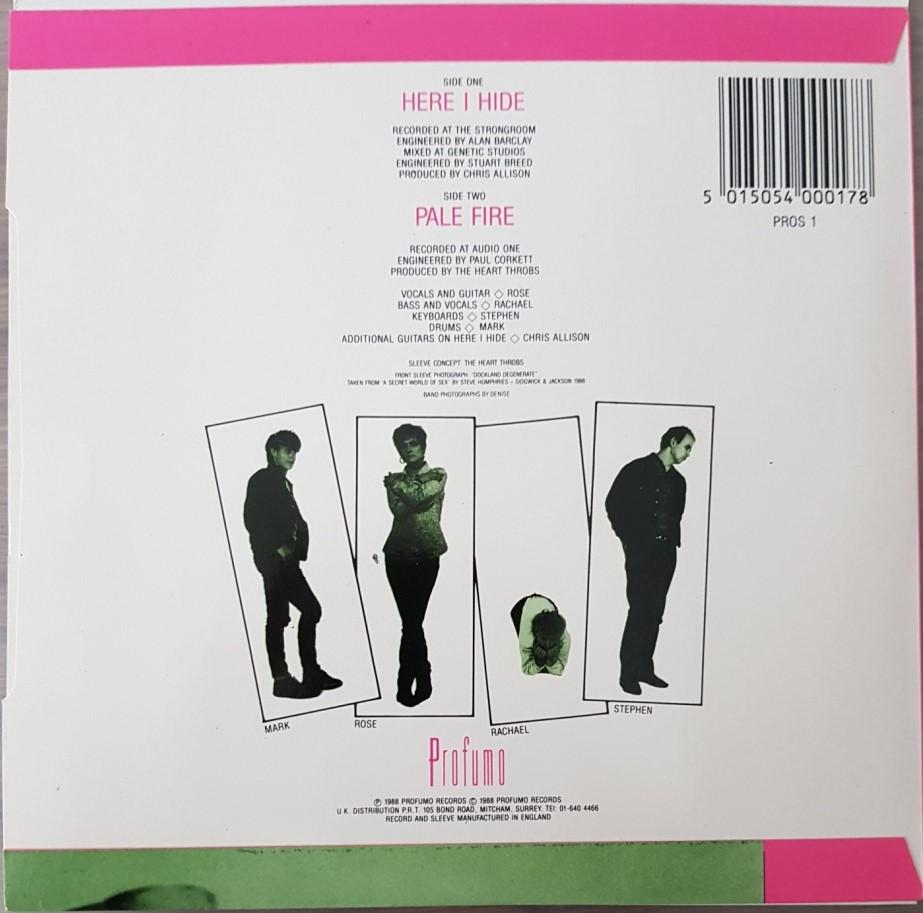 SIDE ONE
HERE I HIDE
RECORDED AT THE STRONGROOM
ENGINEERED BY ALAN BARCLAY
MIXED AT GENETIC STUDIOS
ENGINEERED BY STUART BREED
PRODUCED BY CHRIS ALLISON
SIDE TWO
PALE FIRE
RECORDED AT AUDIO ONE
ENGINEERED BY PAUL CORKETT
PRODUCED BY THE HEART THROBS
VOCALS AND GUITAR ◇ ROSE
BASS AND VOCALS ◇ RACHAEL
KEYBOARDS ◇ STEPHEN
DRUMS ◇ MARK
ADDITIONAL GUITARS ON HERE I HIDE ◇ CHRIS ALLISON
SLEEVE CONCEPT: THE HEART THROBS
FRONT SLEEVE PHOTOGRAPH "DOCKLAND DEGENERATE"
TAKEN FROM 'A SECRET WORLD OF SEX' BY STEVE HUMPHRIES – SIDGWICK & JACKSON 1988
BAND PHOTOGRAPHS BY DENISE
5 015054 000178
PROS 1
MARK
ROSE
RACHAEL
STEPHEN
Profumo
℗ 1988 PROFUMO RECORDS © 1988 PROFUMO RECORDS
U.K. DISTRIBUTION P.R.T. 105 BOND ROAD, MITCHAM, SURREY. TEl: 01-640 4466
RECORD AND SLEEVE MANUFACTURED IN ENGLAND